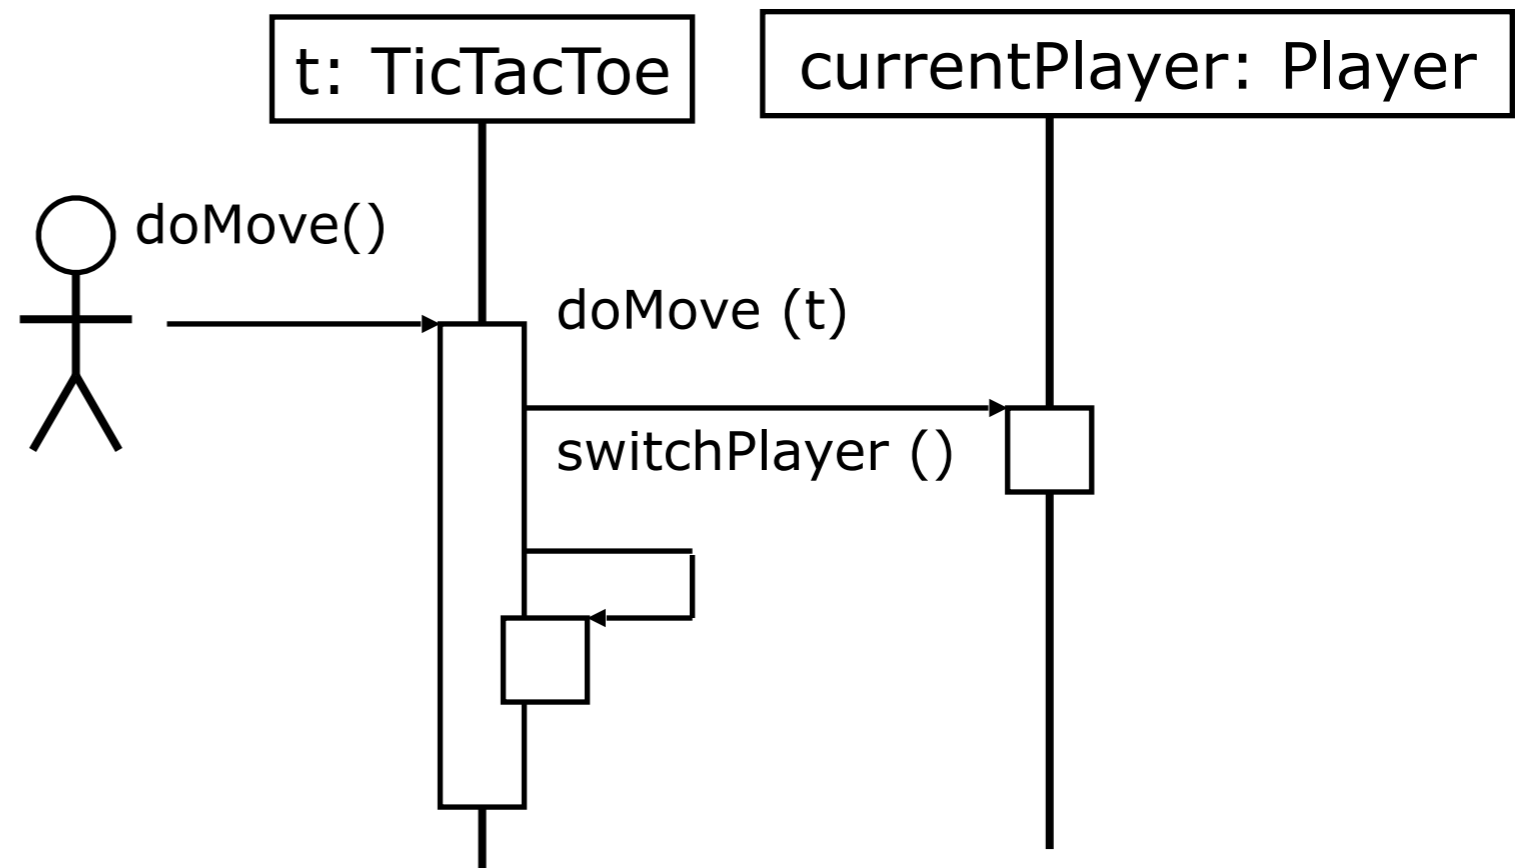 t: TicTacToe
currentPlayer: Player
doMove()
doMove (t)
switchPlayer ()